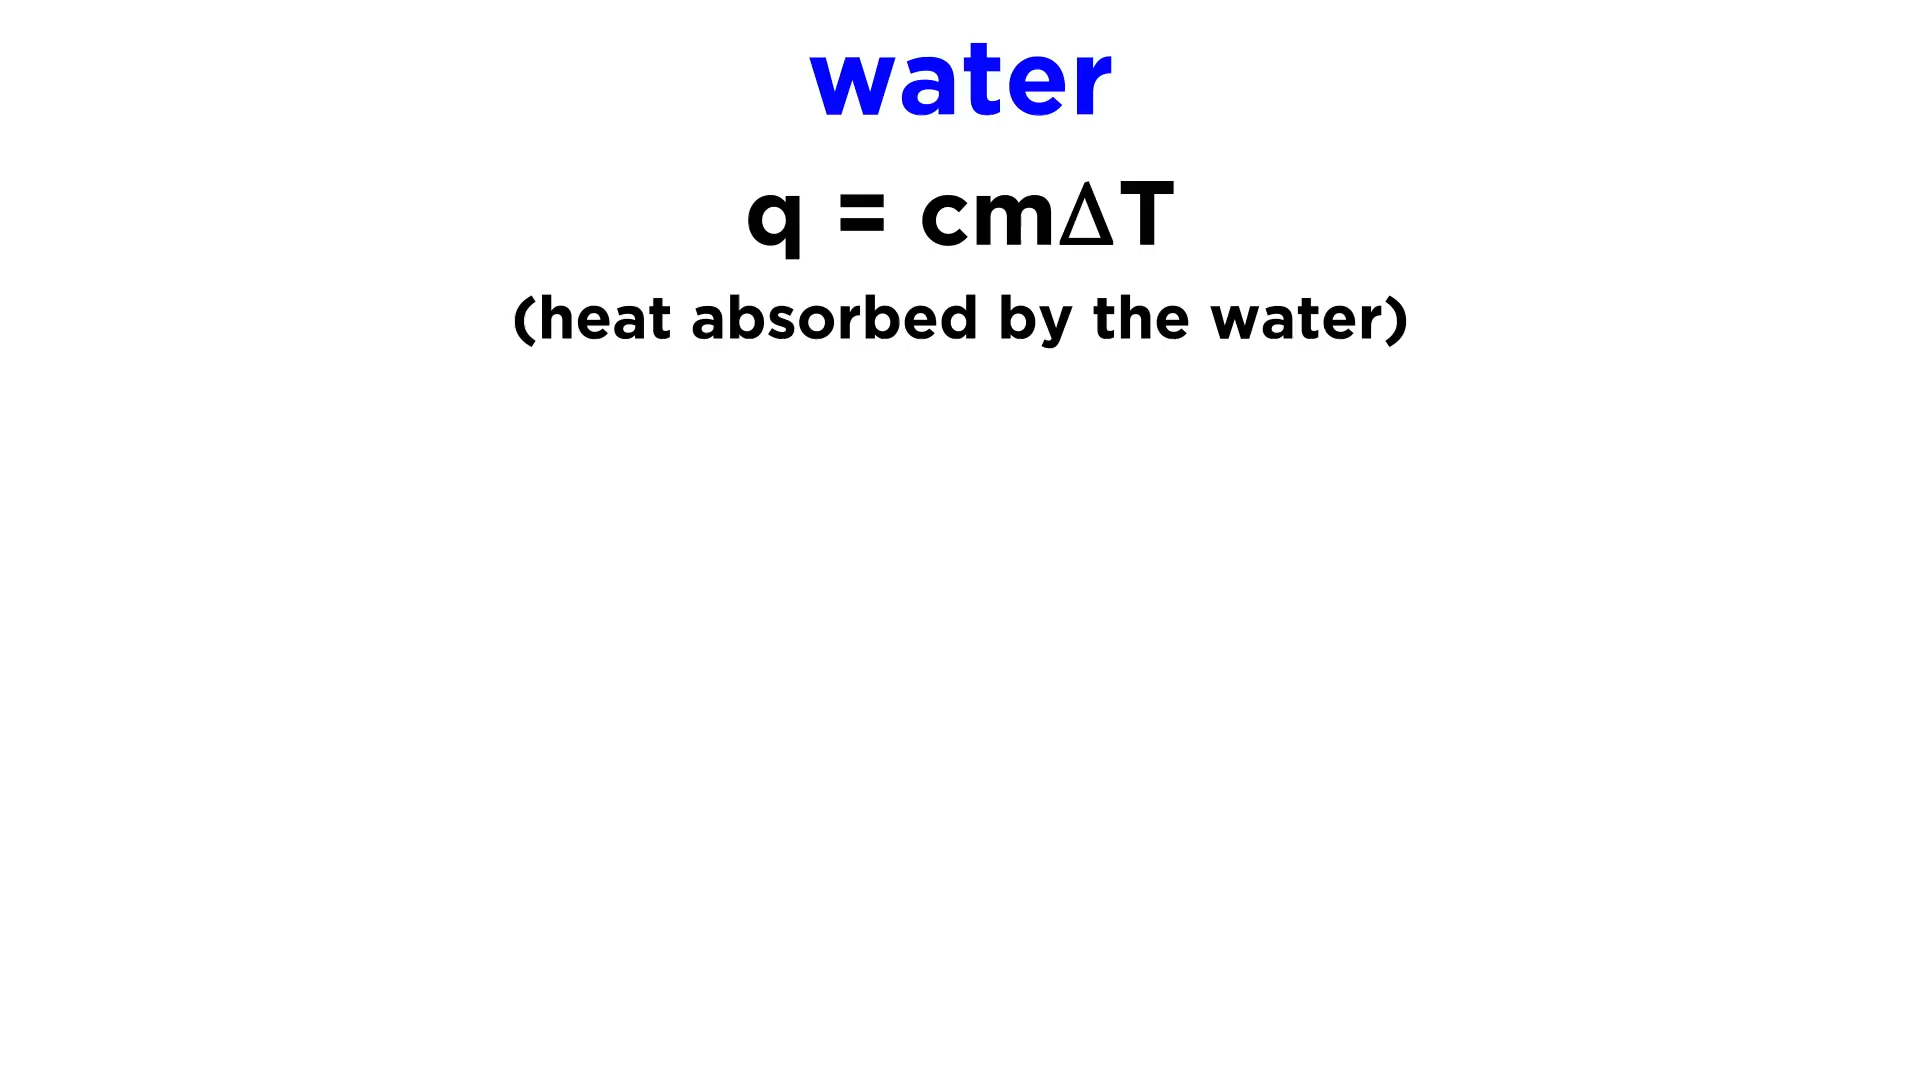 water
q = cmΔT
(heat absorbed by the water)